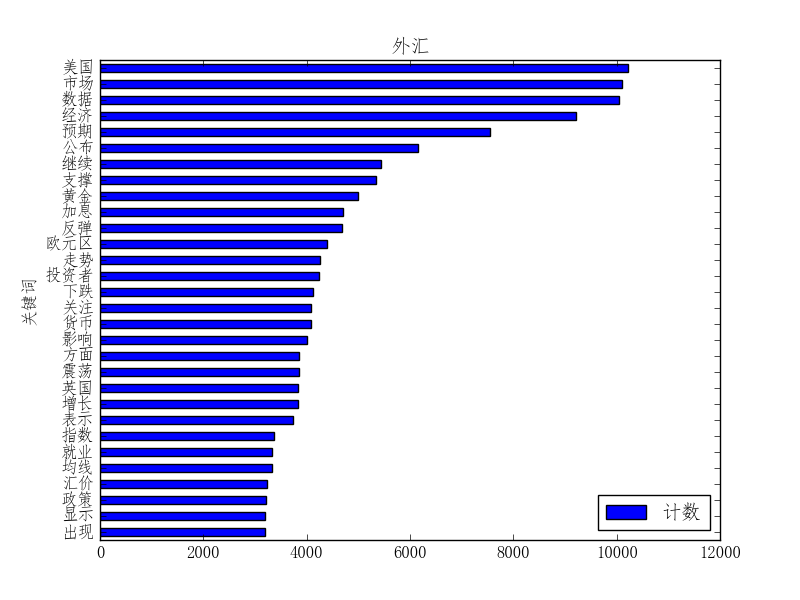 外汇
关键词
美国
市场
数据
经济
预期
公布
继续
支撑
黄金
加息
反弹
欧元区
走势
投资者
下跌
关注
货币
影响
方面
震荡
英国
增长
表示
指数
就业
均线
汇价
政策
显示
出现
计数
0 2000 4000 6000 8000 10000 12000